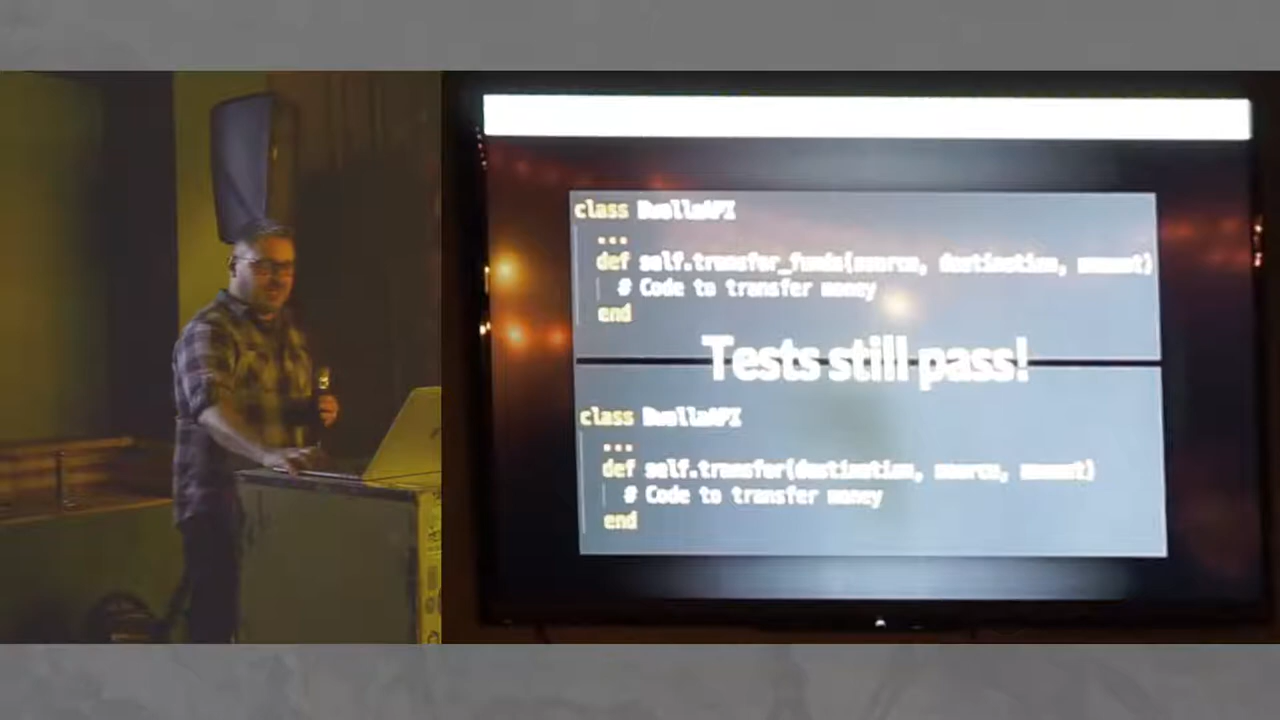 class DwollaAPI
...
def self.transfer_funds(source, destination, amount)
# Code to transfer money
end
Tests still pass!
class DwollaAPI
...
def self.transfer(destination, source, amount)
# Code to transfer money
end